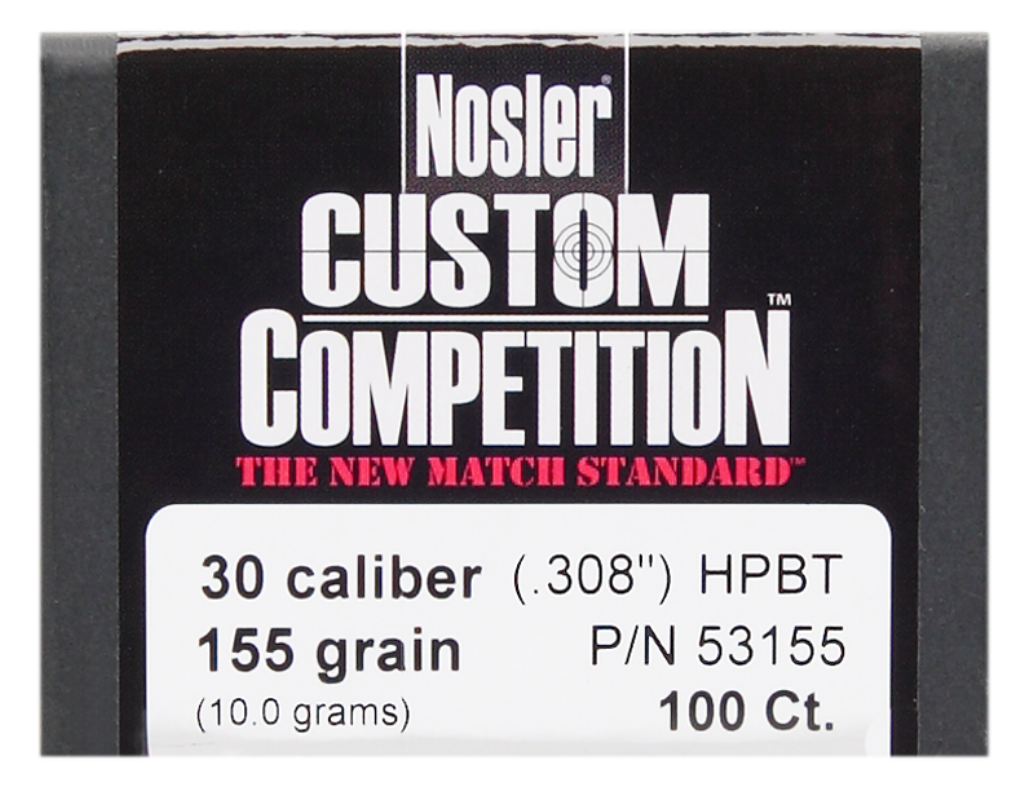 Nosler®
CUSTOM
COMPETITION™
THE NEW MATCH STANDARD™
30 caliber (.308") HPBT
155 grain P/N 53155
(10.0 grams) 100 Ct.